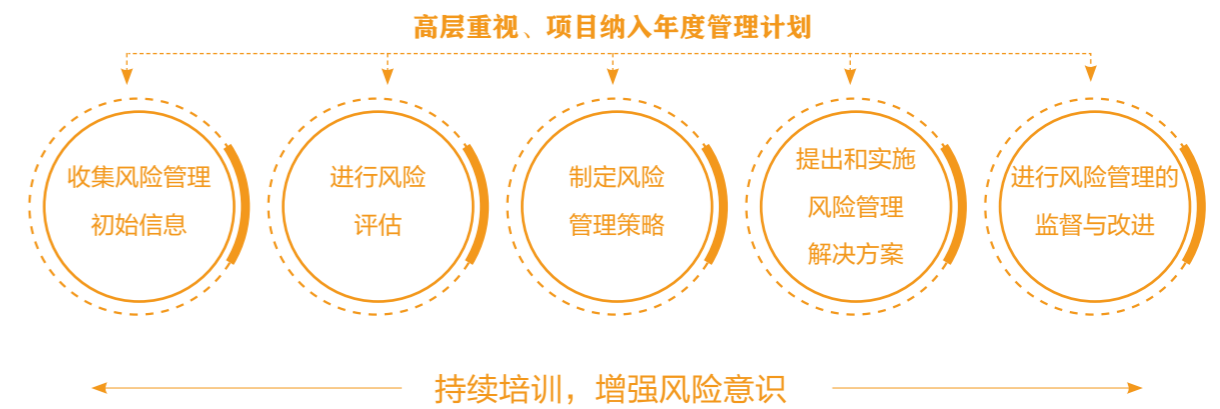 高层重视、项目纳入年度管理计划
收集风险管理
初始信息
进行风险
评估
制定风险
管理策略
提出和实施
风险管理
解决方案
进行风险管理的
监督与改进
持续培训，增强风险意识